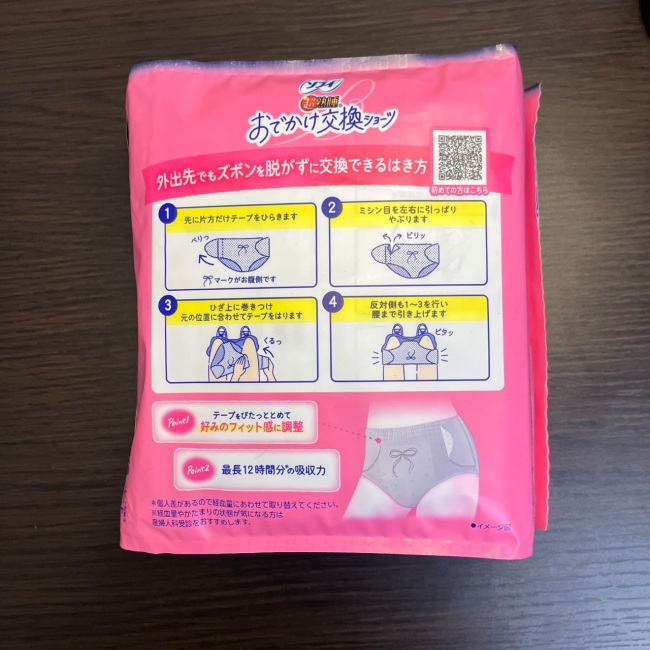 ソフィ
超熟睡®
おでかけ交換ショーツ
外出先でもズボンを脱がずに交換できるはき方
初めての方はこちら
1
先に片方だけテープをひらきます
べりっ
マークがお腹側です
2
ミシン目を左右に引っぱり
やぶります
ビリッ
3
ひざ上に巻きつけ
元の位置に合わせてテープをはります
くるっ
4
反対側も1〜3を行い
腰まで引き上げます
ピタッ
Point1
テープをぴたっととめて
好みのフィット感に調整
Point2
最長12時間分*の吸収力
*個人差があるので経血量にあわせて取り替えてください。
※経血量やかたまりの状態が気になる方は
産婦人科受診をおすすめします。
●イメージ図